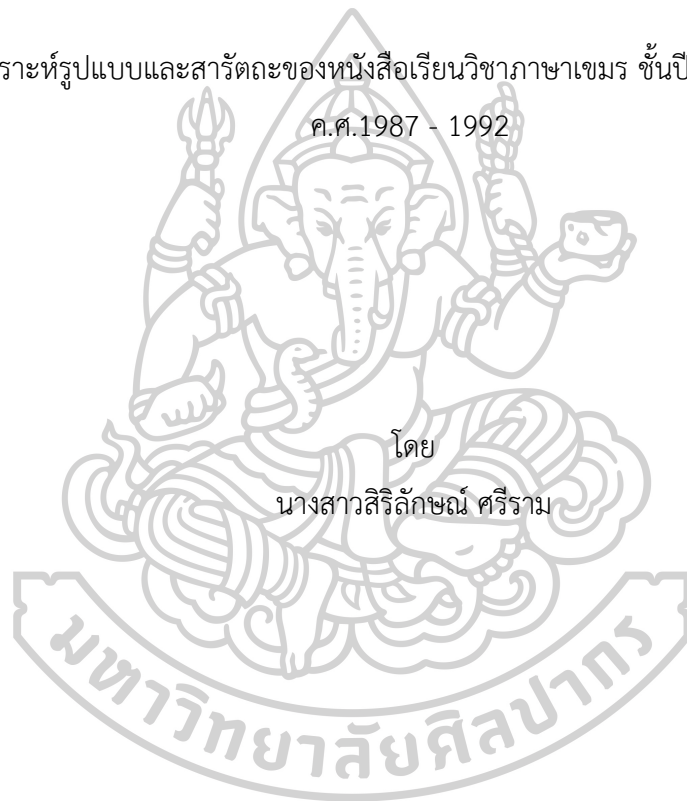 ราะห์รูปแบบและสารัตถะของหนังสือเรียนวิชาภาษาเขมร ชั้นปี
ค.ศ.1987 - 1992
โดย
นางสาวสิริลักษณ์ ศรีราม
มหาวิทยาลัยศิลปากร